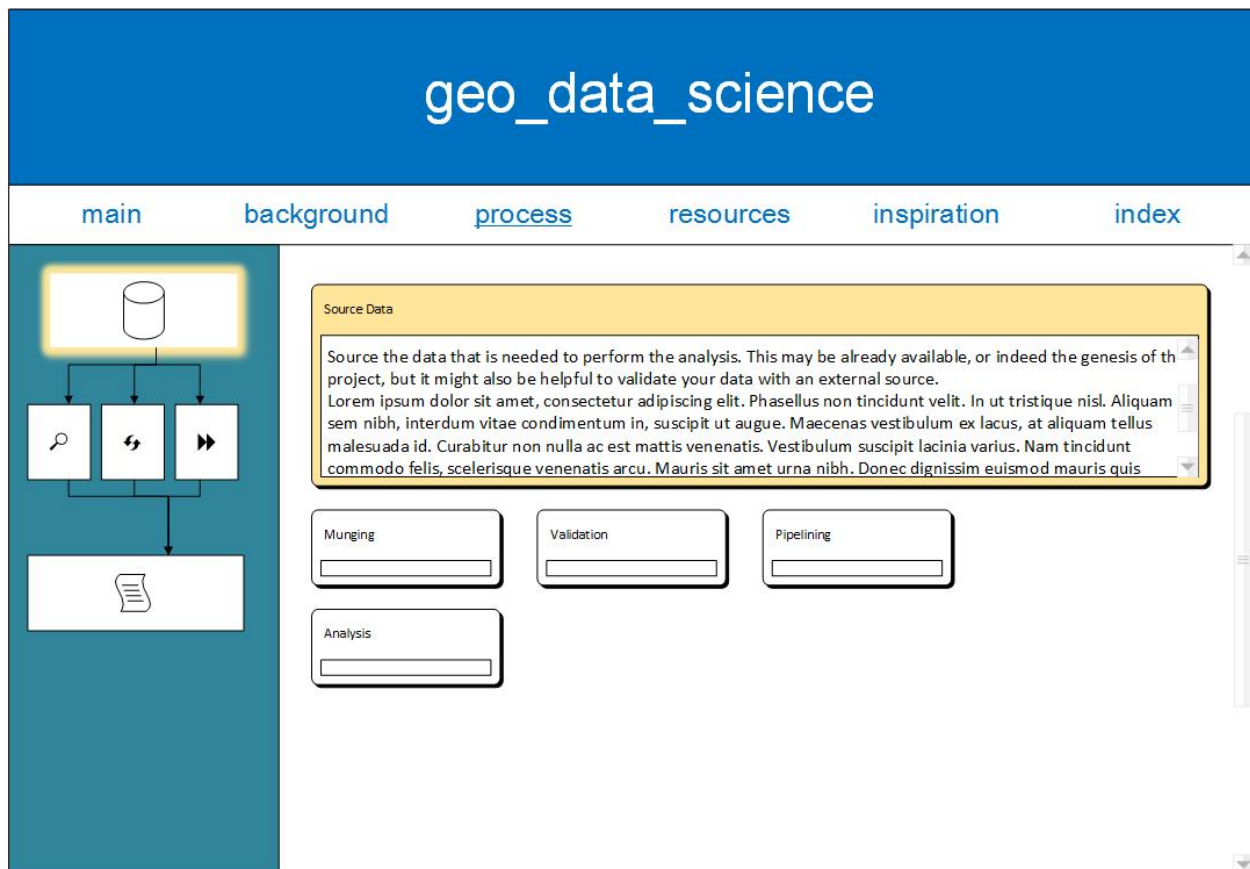 geo_data_science
main background process resources inspiration index
Source Data
Source the data that is needed to perform the analysis. This may be already available, or indeed the genesis of th
project, but it might also be helpful to validate your data with an external source.
Lorem ipsum dolor sit amet, consectetur adipiscing elit. Phasellus non tincidunt velit. In ut tristique nisl. Aliquam
sem nibh, interdum vitae condimentum in, suscipit ut augue. Maecenas vestibulum ex lacus, at aliquam tellus
malesuada id. Curabitur non nulla ac est mattis venenatis. Vestibulum suscipit lacinia varius. Nam tincidunt
commodo felis, scelerisque venenatis arcu. Mauris sit amet urna nibh. Donec dignissim euismod mauris quis
Munging Validation Pipelining
Analysis